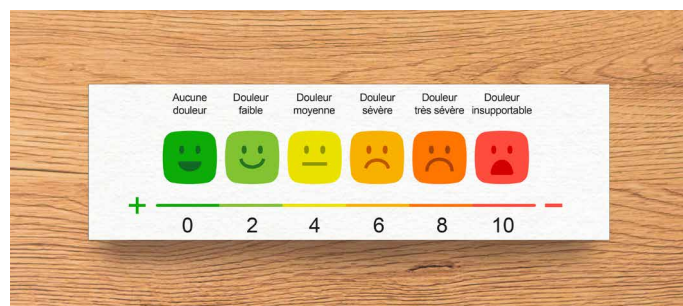 Aucune douleur
Douleur faible
Douleur moyenne
Douleur sévère
Douleur très sévère
Douleur insupportable
+ −
0 2 4 6 8 10